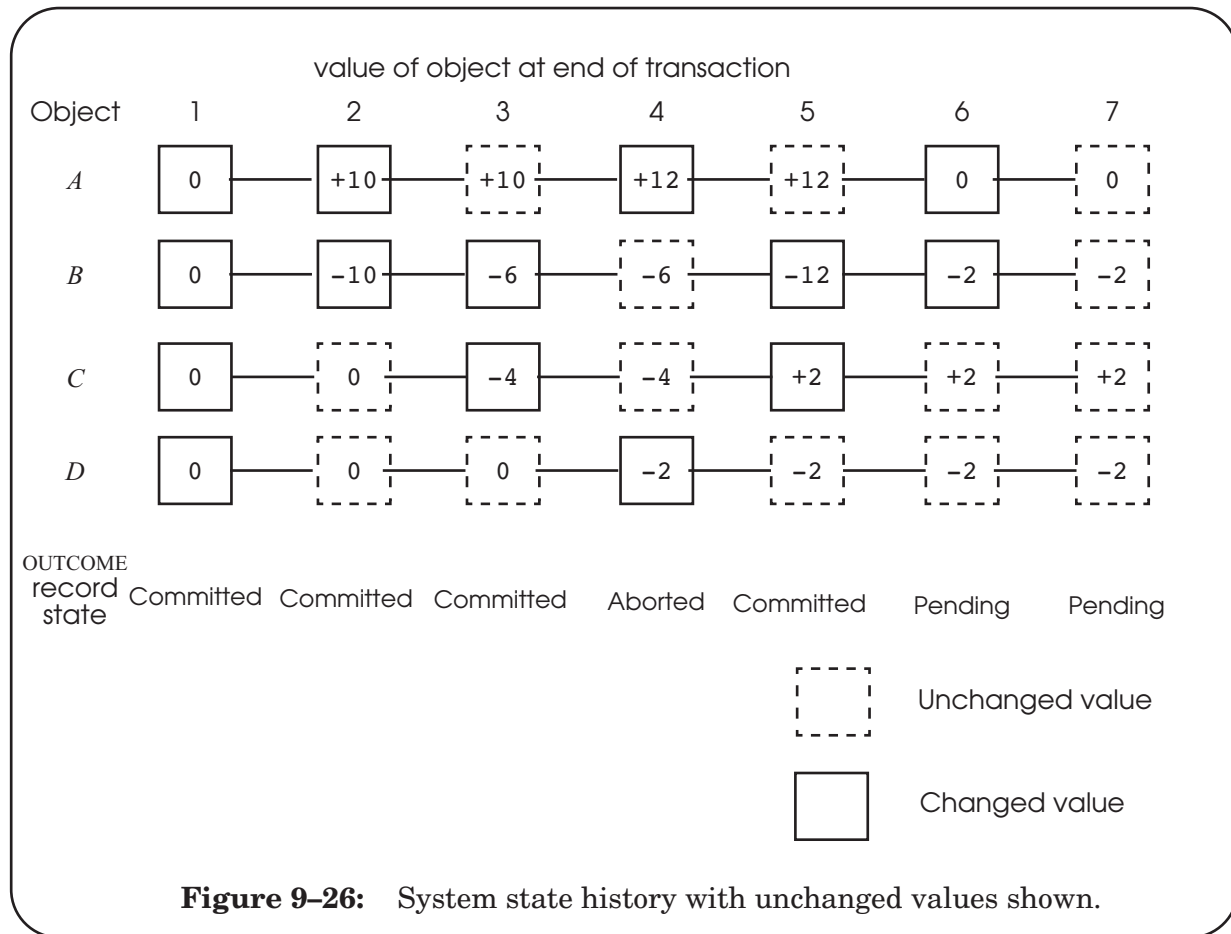 value of object at end of transaction
Object 1 2 3 4 5 6 7
A 0 +10 +10 +12 +12 0 0
B 0 −10 −6 −6 −12 −2 −2
C 0 0 −4 −4 +2 +2 +2
D 0 0 0 −2 −2 −2 −2
OUTCOME
record
state Committed Committed Committed Aborted Committed Pending Pending
Unchanged value
Changed value
Figure 9–26: System state history with unchanged values shown.